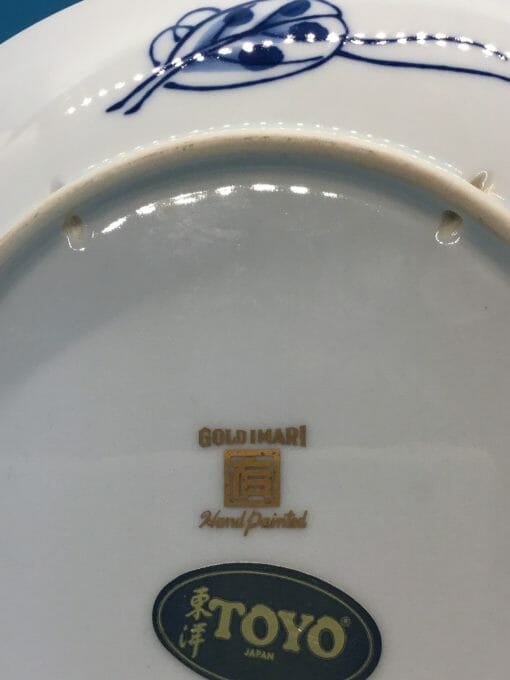 GOLD IMARI
Hand Painted
東洋
TOYO®
JAPAN